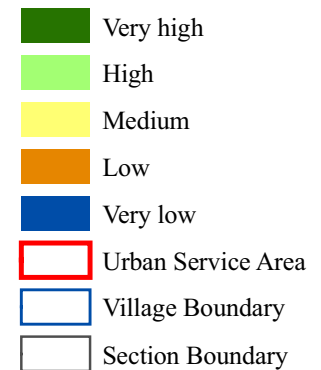 Very high
High
Medium
Low
Very low
Urban Service Area
Village Boundary
Section Boundary